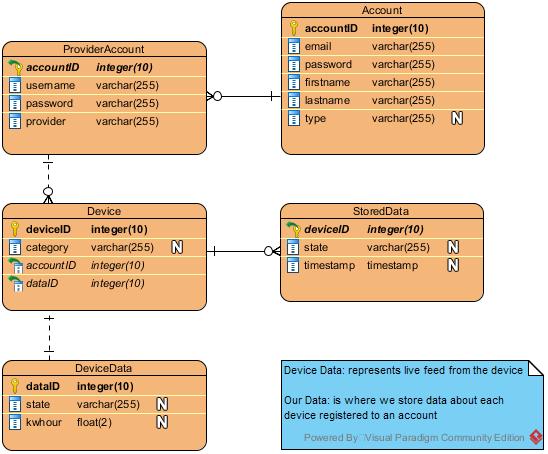 Account
accountID integer(10)
email varchar(255)
password varchar(255)
firstname varchar(255)
lastname varchar(255)
type varchar(255) N
ProviderAccount
accountID integer(10)
username varchar(255)
password varchar(255)
provider varchar(255)
Device
deviceID integer(10)
category varchar(255) N
accountID integer(10)
dataID integer(10)
StoredData
deviceID integer(10)
state varchar(255) N
timestamp timestamp N
DeviceData
dataID integer(10)
state varchar(255) N
kwhour float(2) N
Device Data: represents live feed from the device
Our Data: is where we store data about each
device registered to an account
Powered By Visual Paradigm Community Edition